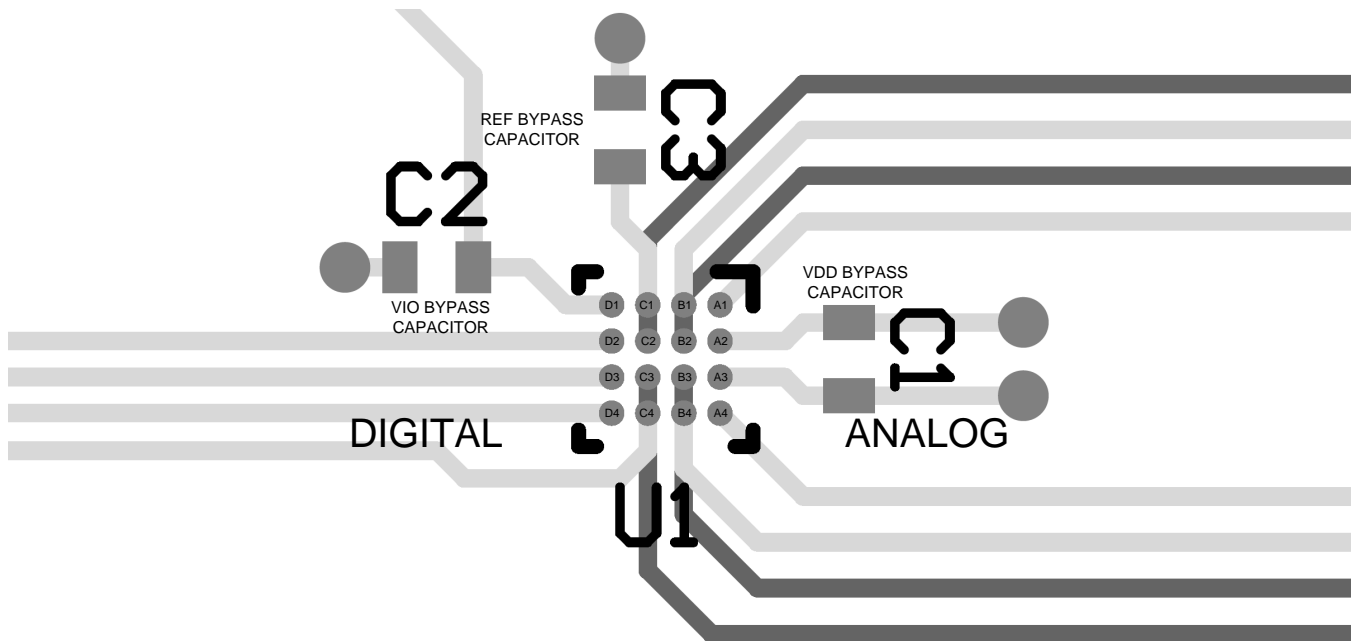 C3
REF BYPASS
CAPACITOR
C2
VIO BYPASS
CAPACITOR
VDD BYPASS
CAPACITOR
C1
D1 C1 B1 A1
D2 C2 B2 A2
D3 C3 B3 A3
D4 C4 B4 A4
DIGITAL
ANALOG
U1